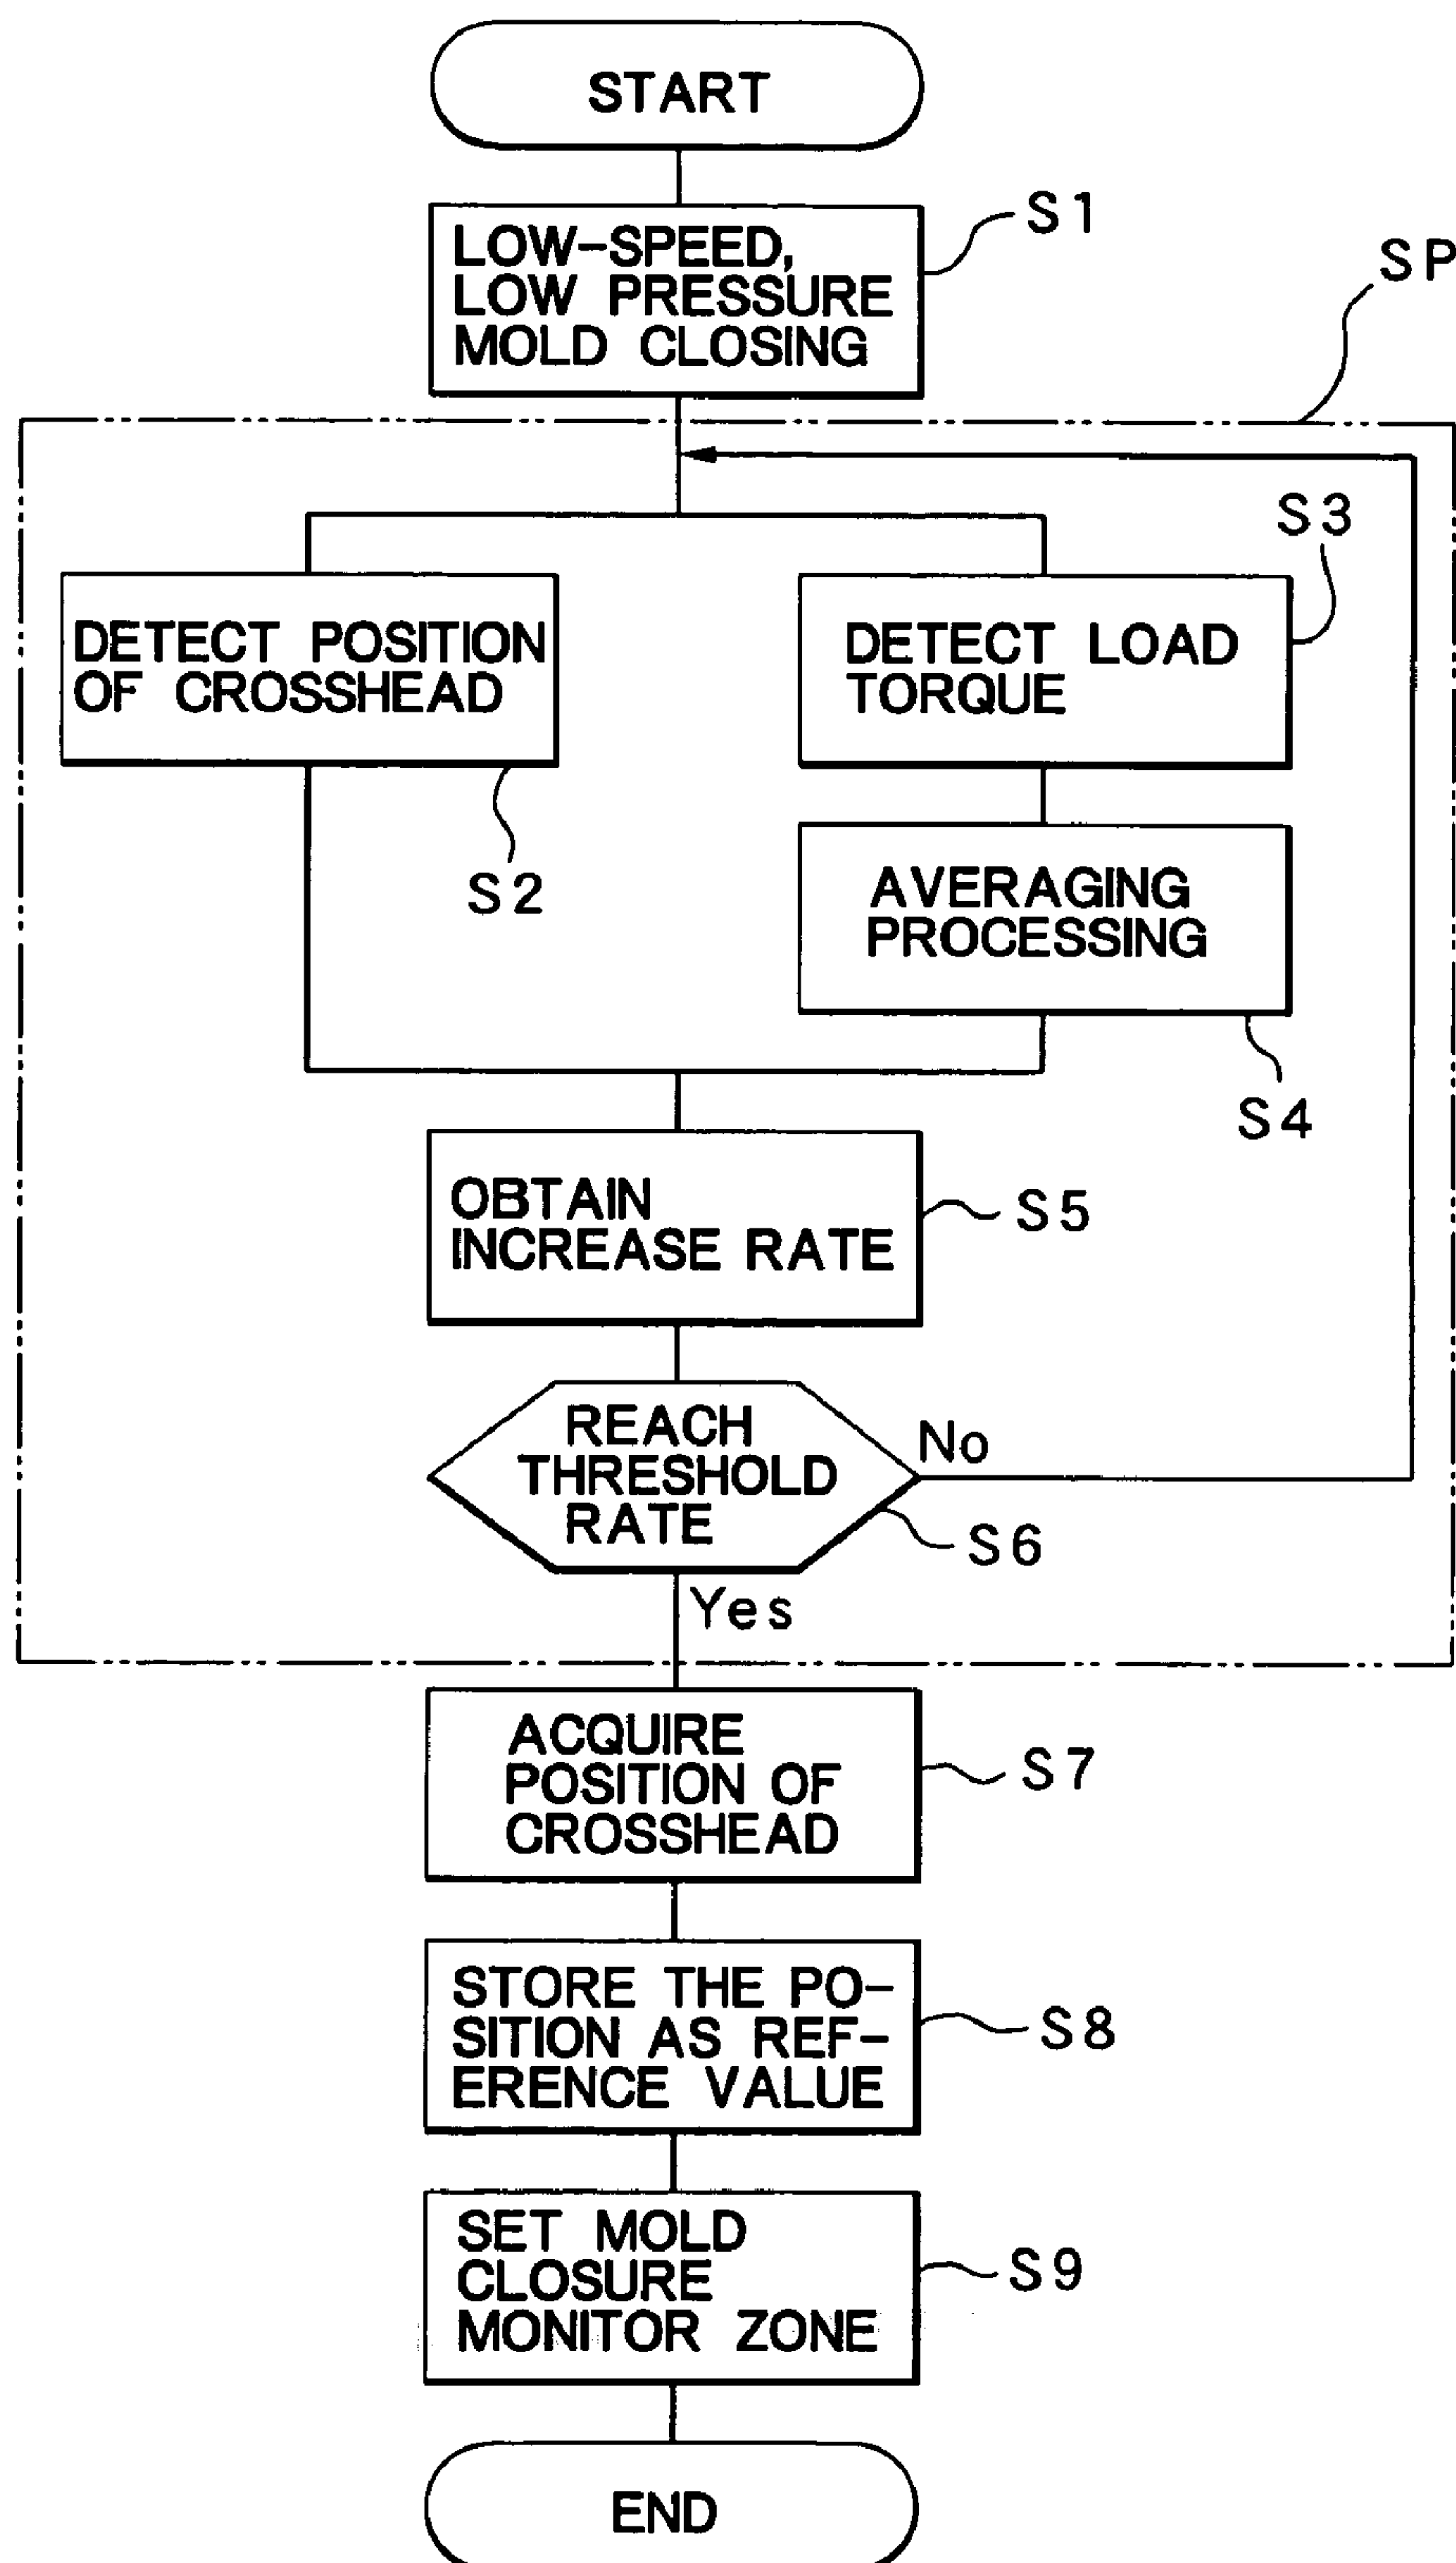 START
S1
LOW-SPEED,
LOW PRESSURE
MOLD CLOSING
SP
S3
DETECT POSITION
OF CROSSHEAD
DETECT LOAD
TORQUE
S2
AVERAGING
PROCESSING
S4
OBTAIN
INCREASE RATE
S5
REACH
THRESHOLD
RATE
No
S6
Yes
ACQUIRE
POSITION OF
CROSSHEAD
S7
STORE THE PO-
SITION AS REF-
ERENCE VALUE
S8
SET MOLD
CLOSURE
MONITOR ZONE
S9
END